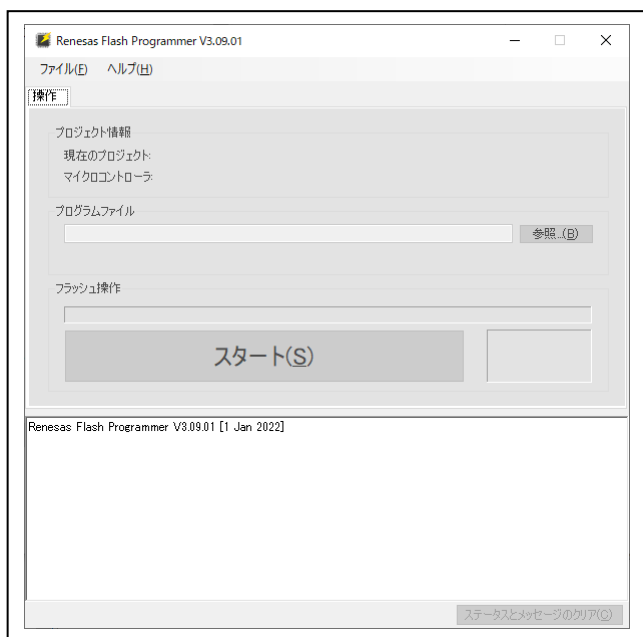 Renesas Flash Programmer V3.09.01
ファイル(F) ヘルプ(H)
操作
プロジェクト情報
現在のプロジェクト:
マイクロコントローラ:
プログラムファイル
参照...(B)
フラッシュ操作
スタート(S)
Renesas Flash Programmer V3.09.01 [1 Jan 2022]
ステータスとメッセージのクリア(C)